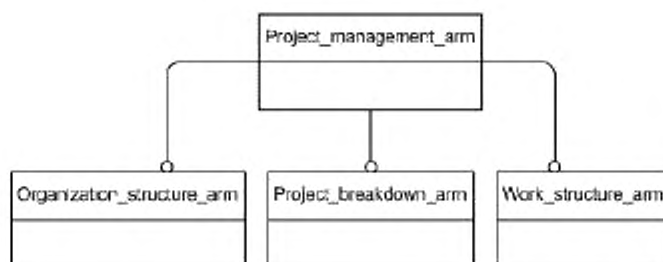 Project_management_arm
Organization_structure_arm
Project_breakdown_arm
Work_structure_arm